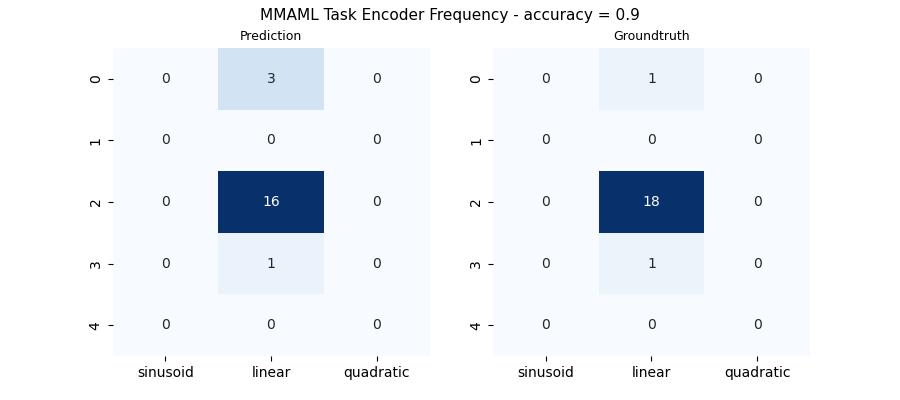 MMAML Task Encoder Frequency - accuracy = 0.9
Prediction
0 0 3 0
1 0 0 0
2 0 16 0
3 0 1 0
4 0 0 0
sinusoid linear quadratic
Groundtruth
0 0 1 0
1 0 0 0
2 0 18 0
3 0 1 0
4 0 0 0
sinusoid linear quadratic